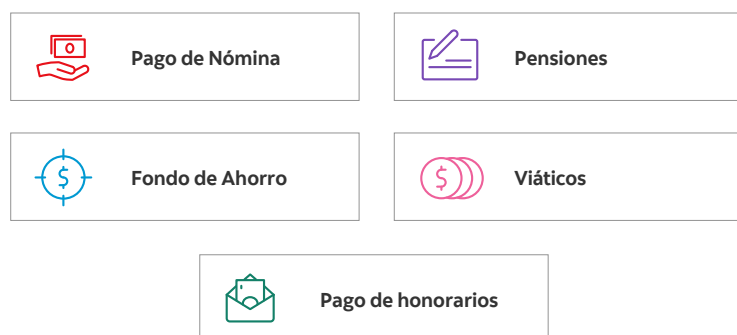 Pago de Nómina
Pensiones
Fondo de Ahorro
Viáticos
Pago de honorarios